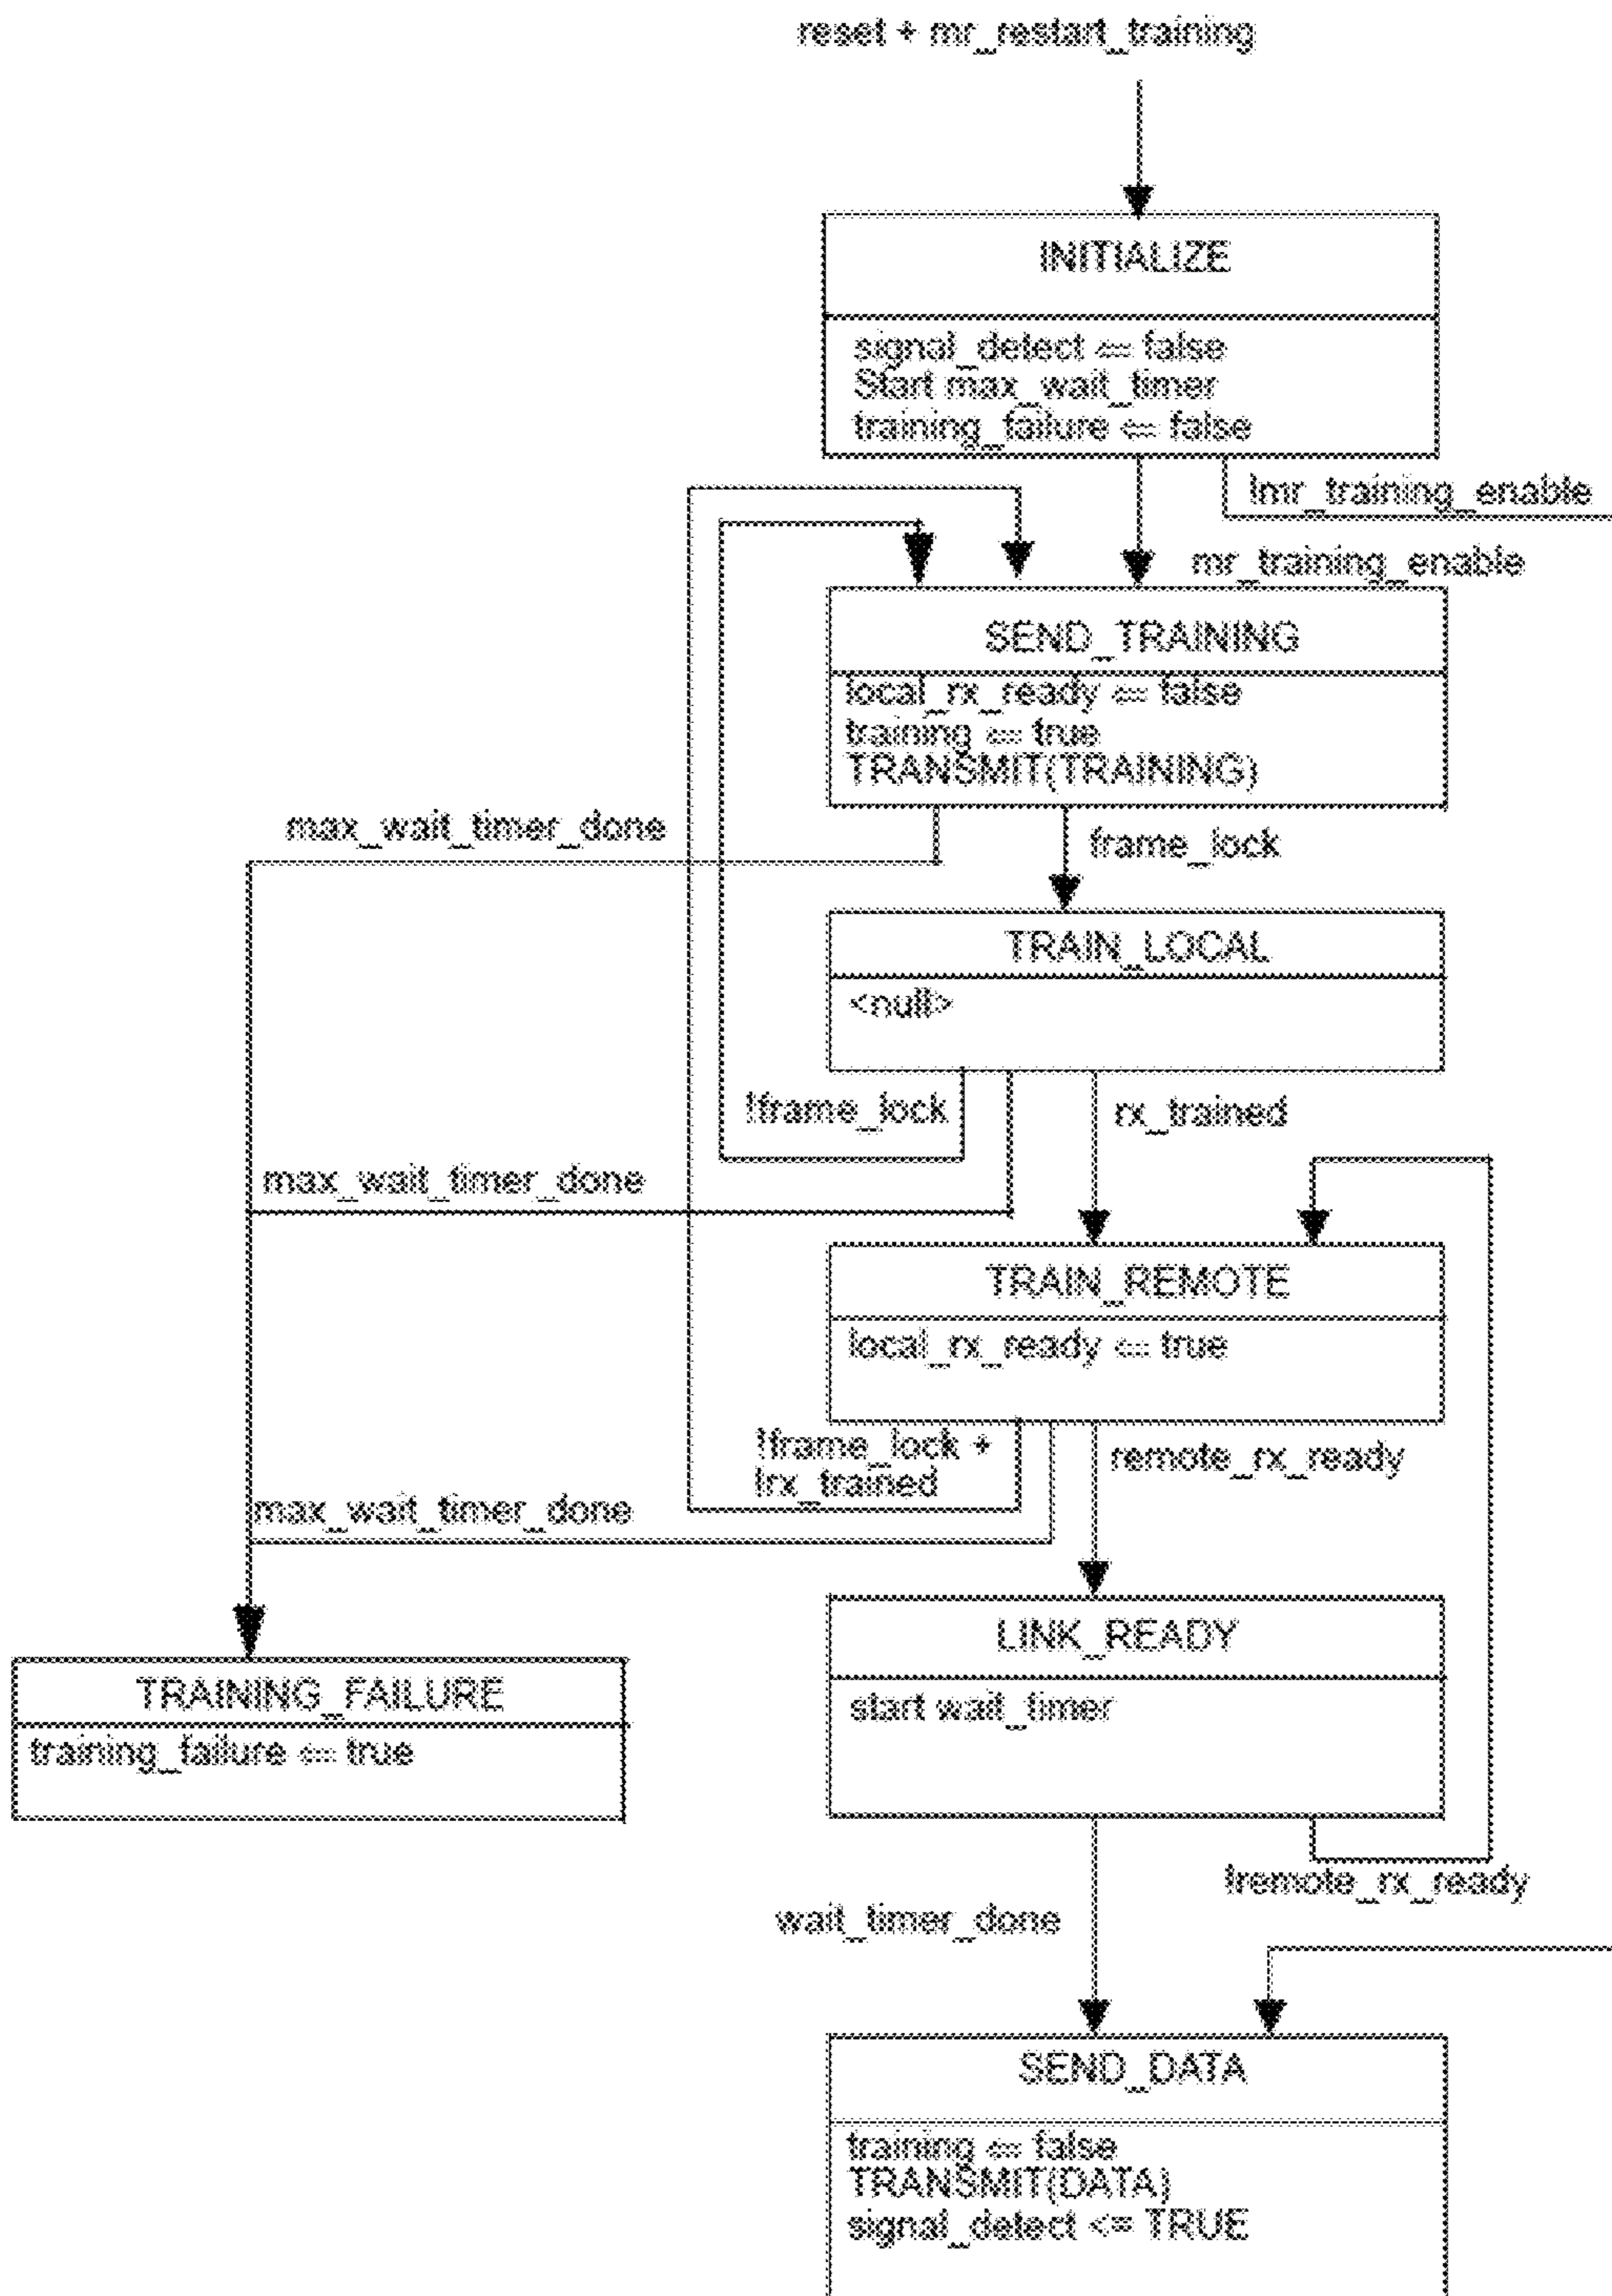 reset + mr_restart_training
INITIALIZE
signal_detect ⇐ false
Start max_wait_timer
training_failure ⇐ false
!mr_training_enable
mr_training_enable
SEND_TRAINING
local_rx_ready ⇐ false
training ⇐ true
TRANSMIT(TRAINING)
max_wait_timer_done
frame_lock
TRAIN_LOCAL
<null>
!frame_lock
rx_trained
max_wait_timer_done
TRAIN_REMOTE
local_rx_ready ⇐ true
!frame_lock +
!rx_trained
remote_rx_ready
max_wait_timer_done
LINK_READY
start wait_timer
TRAINING_FAILURE
training_failure ⇐ true
!remote_rx_ready
wait_timer_done
SEND_DATA
training ⇐ false
TRANSMIT(DATA)
signal_detect <= TRUE